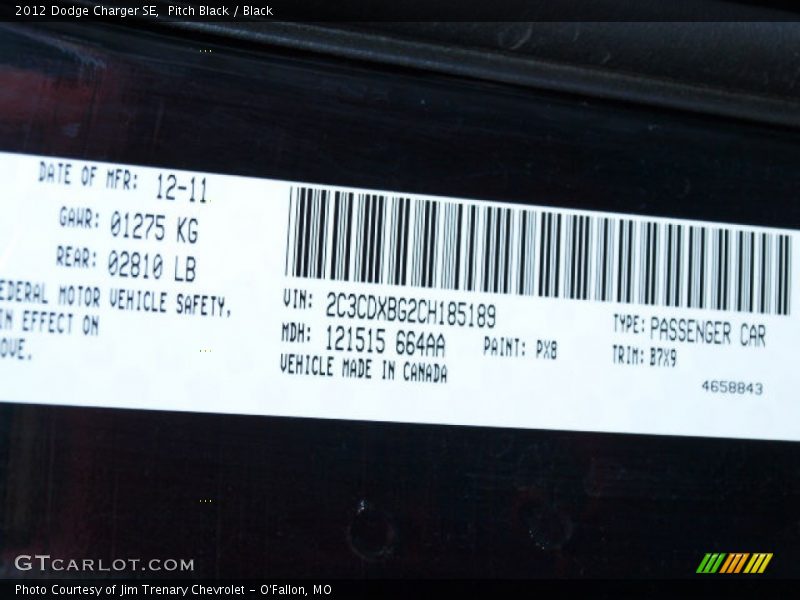 2012 Dodge Charger SE,  Pitch Black / Black
DATE OF MFR: 12-11
GAWR: 01275 KG
REAR: 02810 LB
EDERAL MOTOR VEHICLE SAFETY,
IN EFFECT ON
OVE.
VIN: 2C3CDXBG2CH185189
MDH: 121515 664AA
PAINT: PX8
VEHICLE MADE IN CANADA
TYPE: PASSENGER CAR
TRIM: B7X9
4658843
GTCARLOT.COM
Photo Courtesy of Jim Trenary Chevrolet - O'Fallon, MO